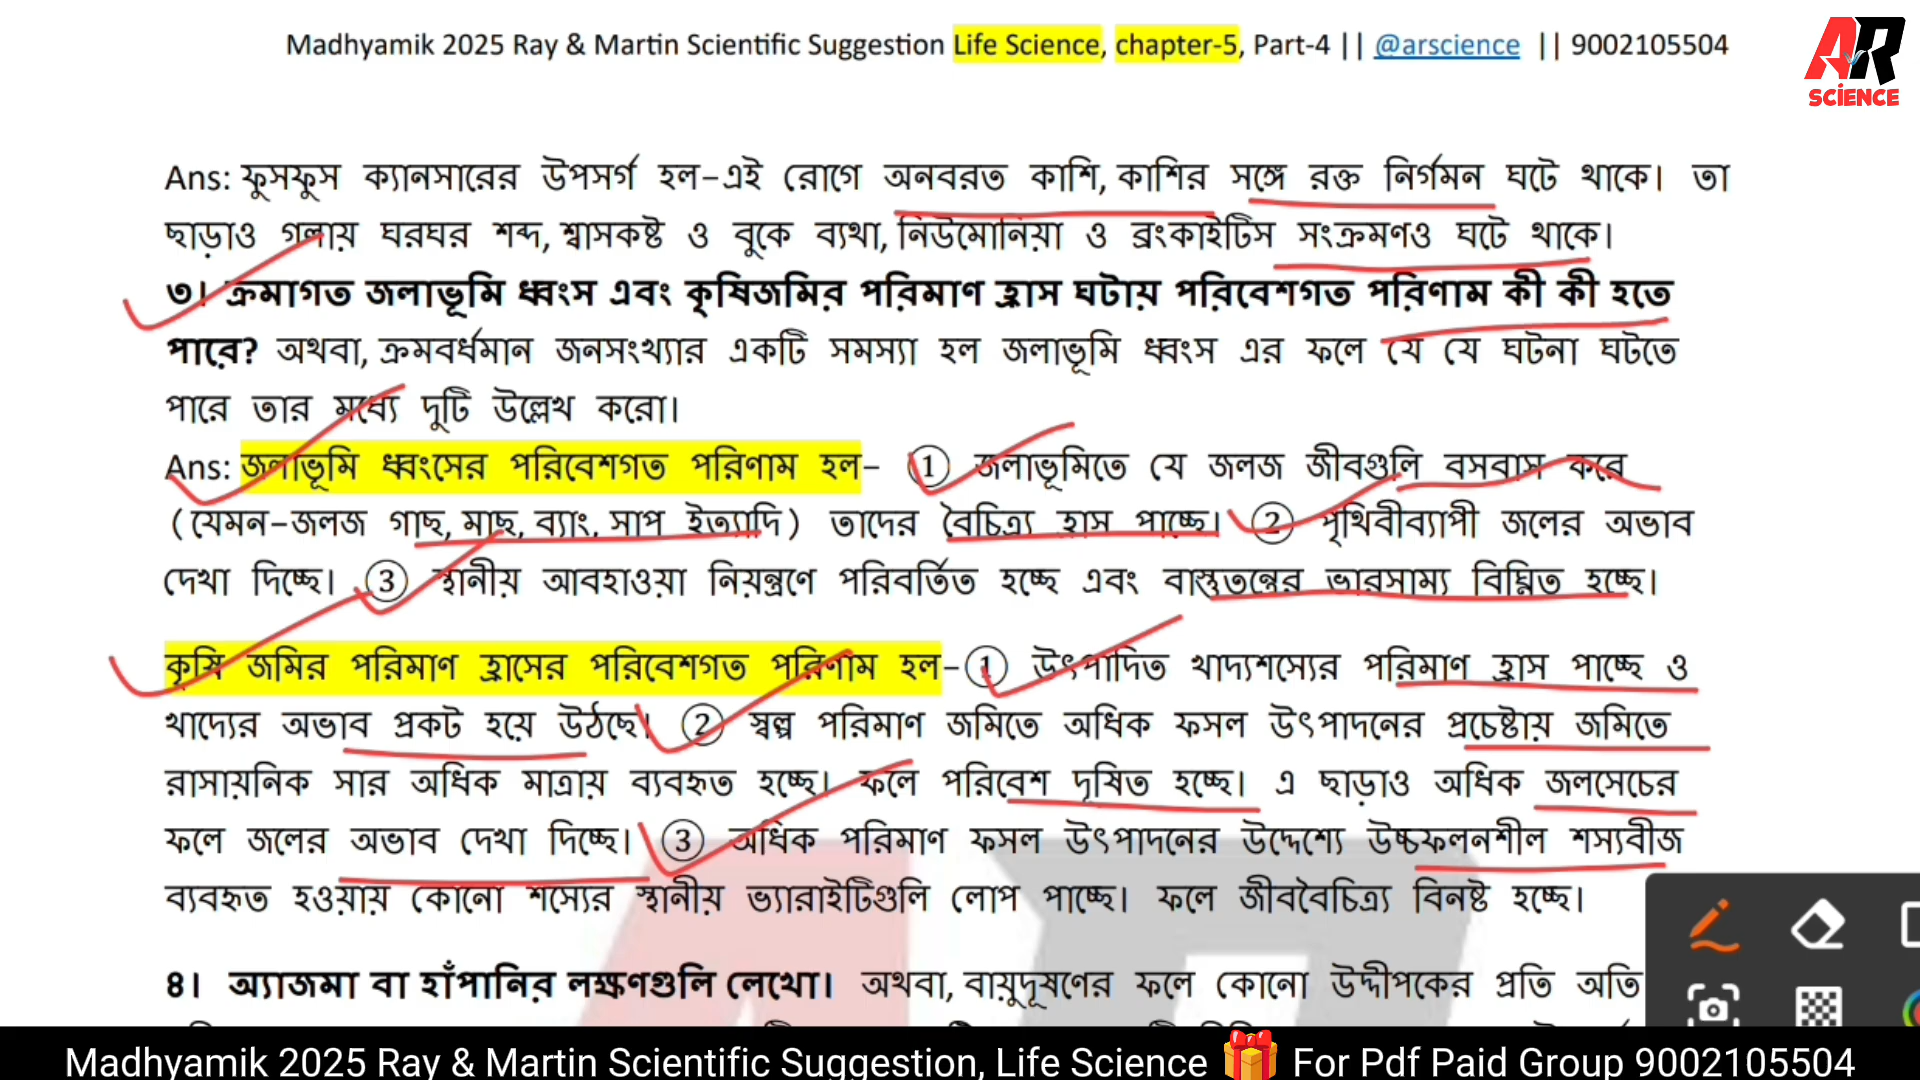 Madhyamik 2025 Ray & Martin Scientific Suggestion Life Science, chapter-5, Part-4 || @arscience || 9002105504
AR
SCIENCE
Ans: ফুসফুস ক্যানসারের উপসর্গ হল–এই রোগে অনবরত কাশি, কাশির সঙ্গে রক্ত নির্গমন ঘটে থাকে। তা
ছাড়াও গলায় ঘরঘর শব্দ, শ্বাসকষ্ট ও বুকে ব্যথা, নিউমোনিয়া ও ব্রংকাইটিস সংক্রমণও ঘটে থাকে।
৩। ক্রমাগত জলাভূমি ধ্বংস এবং কৃষিজমির পরিমাণ হ্রাস ঘটায় পরিবেশগত পরিণাম কী কী হতে
পারে? অথবা, ক্রমবর্ধমান জনসংখ্যার একটি সমস্যা হল জলাভূমি ধ্বংস এর ফলে যে যে ঘটনা ঘটতে
পারে তার মধ্যে দুটি উল্লেখ করো।
Ans: জলাভূমি ধ্বংসের পরিবেশগত পরিণাম হল– ① জলাভূমিতে যে জলজ জীবগুলি বসবাস করে
(যেমন–জলজ গাছ, মাছ, ব্যাং, সাপ ইত্যাদি) তাদের বৈচিত্র্য হ্রাস পাচ্ছে। ② পৃথিবীব্যাপী জলের অভাব
দেখা দিচ্ছে। ③ স্থানীয় আবহাওয়া নিয়ন্ত্রণে পরিবর্তিত হচ্ছে এবং বাস্তুতন্ত্রের ভারসাম্য বিঘ্নিত হচ্ছে।
কৃষি জমির পরিমাণ হ্রাসের পরিবেশগত পরিণাম হল–① উৎপাদিত খাদ্যশস্যের পরিমাণ হ্রাস পাচ্ছে ও
খাদ্যের অভাব প্রকট হয়ে উঠছে। ② স্বল্প পরিমাণ জমিতে অধিক ফসল উৎপাদনের প্রচেষ্টায় জমিতে
রাসায়নিক সার অধিক মাত্রায় ব্যবহৃত হচ্ছে। ফলে পরিবেশ দূষিত হচ্ছে। এ ছাড়াও অধিক জলসেচের
ফলে জলের অভাব দেখা দিচ্ছে। ③ অধিক পরিমাণ ফসল উৎপাদনের উদ্দেশ্যে উচ্চফলনশীল শস্যবীজ
ব্যবহৃত হওয়ায় কোনো শস্যের স্থানীয় ভ্যারাইটিগুলি লোপ পাচ্ছে। ফলে জীববৈচিত্র্য বিনষ্ট হচ্ছে।
৪। অ্যাজমা বা হাঁপানির লক্ষণগুলি লেখো। অথবা, বায়ুদূষণের ফলে কোনো উদ্দীপকের প্রতি অতি
Madhyamik 2025 Ray & Martin Scientific Suggestion, Life Science 🎁 For Pdf Paid Group 9002105504